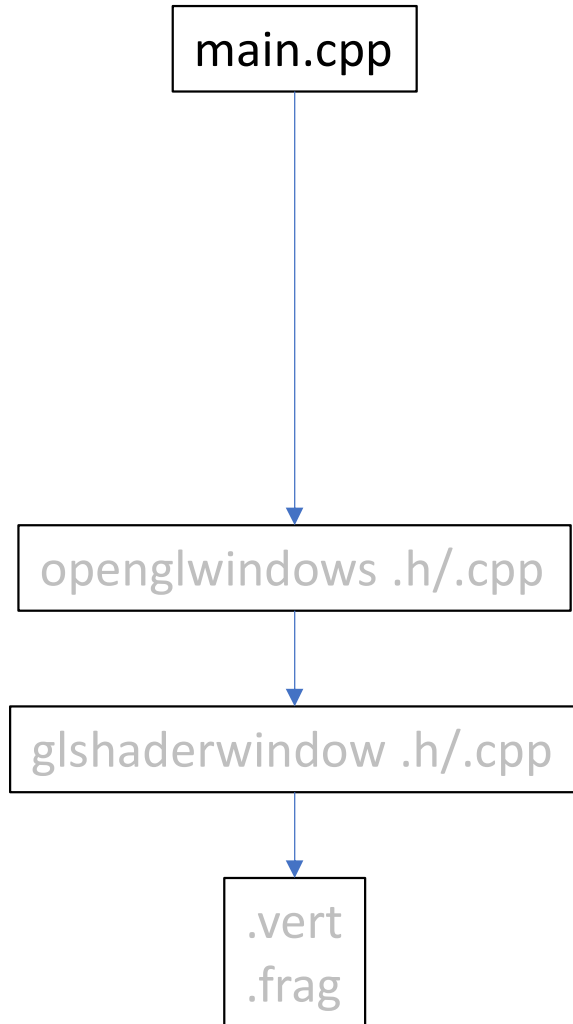 main.cpp
openglwindows .h/.cpp
glshaderwindow .h/.cpp
.vert
.frag